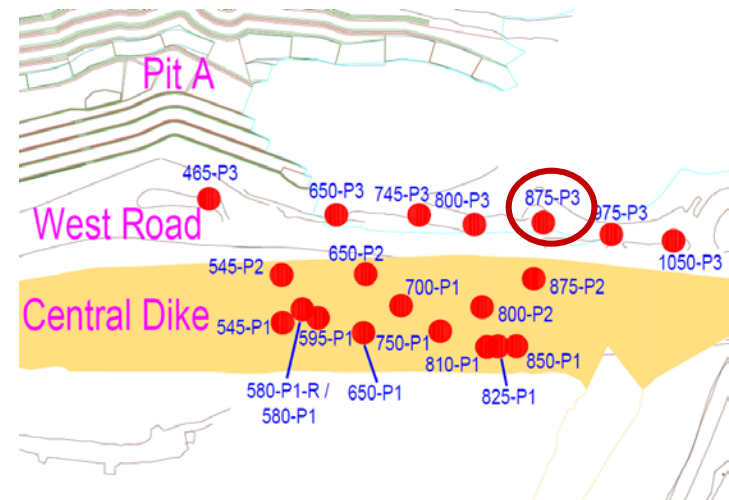 Pit A
465-P3
650-P3
745-P3
800-P3
875-P3
975-P3
West Road
1050-P3
545-P2
650-P2
875-P2
700-P1
800-P2
Central Dike
545-P1
595-P1
750-P1
810-P1
850-P1
580-P1-R /
580-P1
650-P1
825-P1